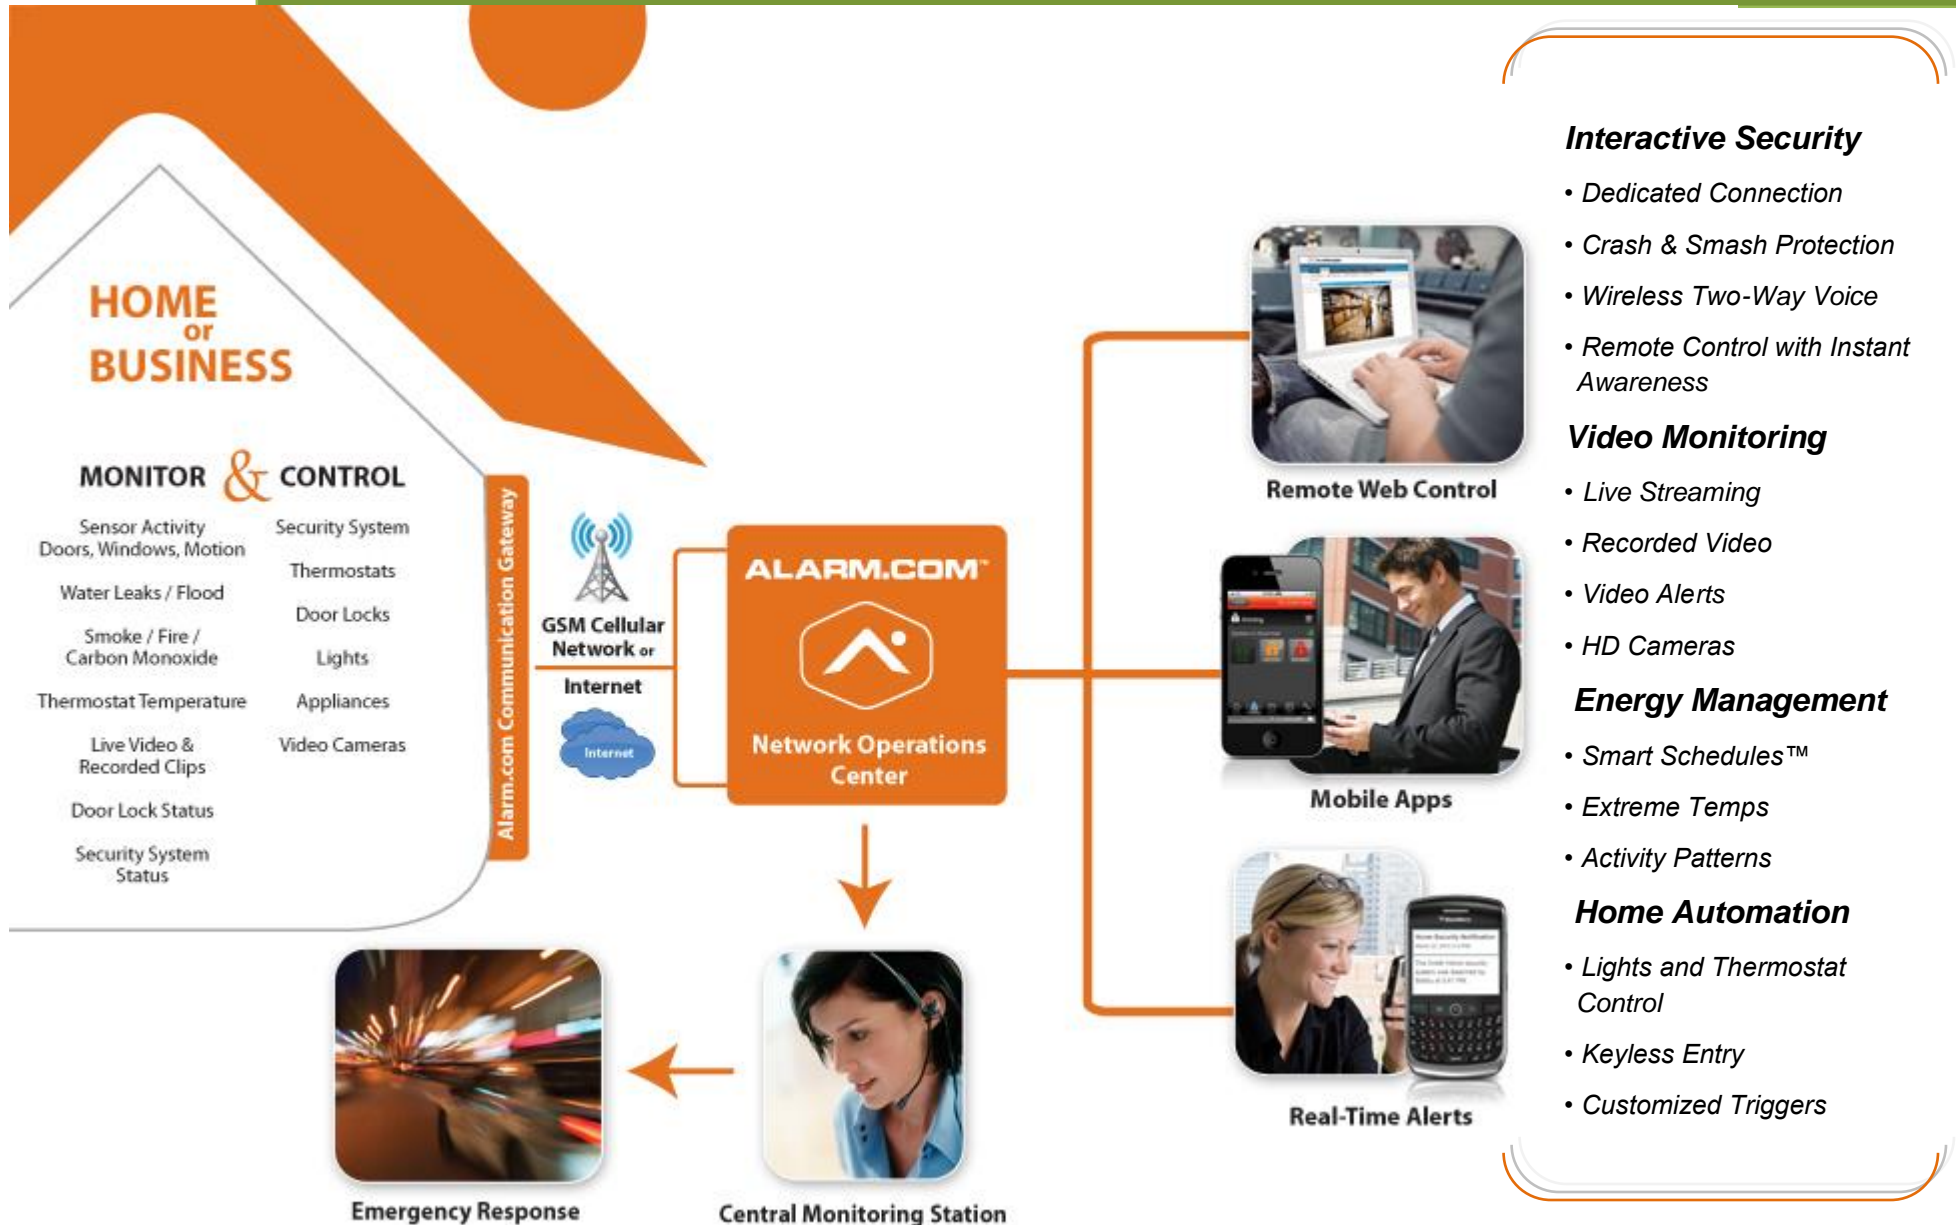 HOME
or
BUSINESS
MONITOR & CONTROL
Sensor Activity
Doors, Windows, Motion
Water Leaks / Flood
Smoke / Fire /
Carbon Monoxide
Thermostat Temperature
Live Video &
Recorded Clips
Door Lock Status
Security System
Status
Security System
Thermostats
Door Locks
Lights
Appliances
Video Cameras
Alarm.com Communication Gateway
GSM Cellular
Network or
Internet
Internet
ALARM.COM™
Network Operations
Center
Remote Web Control
Mobile Apps
Real-Time Alerts
Emergency Response
Central Monitoring Station
Interactive Security
• Dedicated Connection
• Crash & Smash Protection
• Wireless Two-Way Voice
• Remote Control with Instant
Awareness
Video Monitoring
• Live Streaming
• Recorded Video
• Video Alerts
• HD Cameras
Energy Management
• Smart Schedules™
• Extreme Temps
• Activity Patterns
Home Automation
• Lights and Thermostat
Control
• Keyless Entry
• Customized Triggers